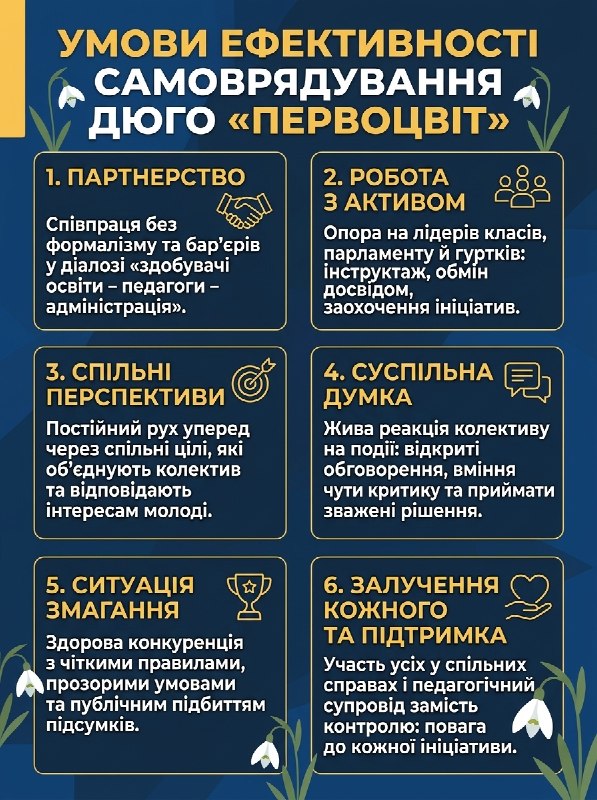 УМОВИ ЕФЕКТИВНОСТІ
САМОВРЯДУВАННЯ
ДЮГО «ПЕРВОЦВІТ»
1. ПАРТНЕРСТВО
Співпраця без
формалізму та бар’єрів
у діалозі «здобувачі
освіти – педагоги –
адміністрація».
2. РОБОТА
З АКТИВОМ
Опора на лідерів класів,
парламенту й гуртків:
інструктаж, обмін
досвідом,
заохочення ініціатив.
3. СПІЛЬНІ
ПЕРСПЕКТИВИ
Постійний рух уперед
через спільні цілі, які
об’єднують колектив
та відповідають
інтересам молоді.
4. СУСПІЛЬНА
ДУМКА
Жива реакція колективу
на події: відкриті
обговорення, вміння
чути критику та приймати
зважені рішення.
5. СИТУАЦІЯ
ЗМАГАННЯ
Здорова конкуренція
з чіткими правилами,
прозорими умовами
та публічним підбиттям
підсумків.
6. ЗАЛУЧЕННЯ
КОЖНОГО
ТА ПІДТРИМКА
Участь усіх у спільних
справах і педагогічний
супровід замість
контролю: повага
до кожної ініціативи.